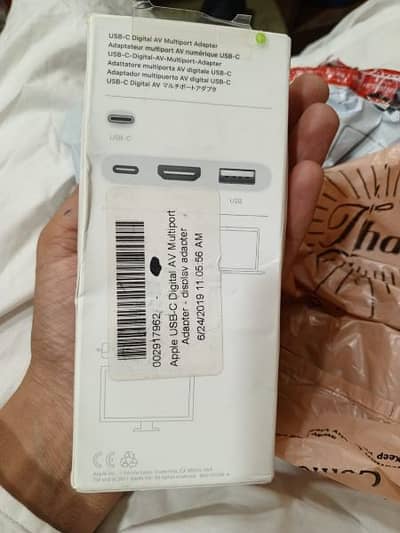 USB-C Digital AV Multiport Adapter
Adaptateur multiport AV numérique USB-C
USB-C-Digital-AV-Multiport-Adapter
Adattatore multiporta AV digitale USB-C
Adaptador multipuerto AV digital USB-C
USB-C Digital AV マルチポートアダプタ
USB-C
USB
002917962 -
Apple USB-C Digital AV Multiport
Adapter - display adapter
6/24/2019 11:05:56 AM
Tha